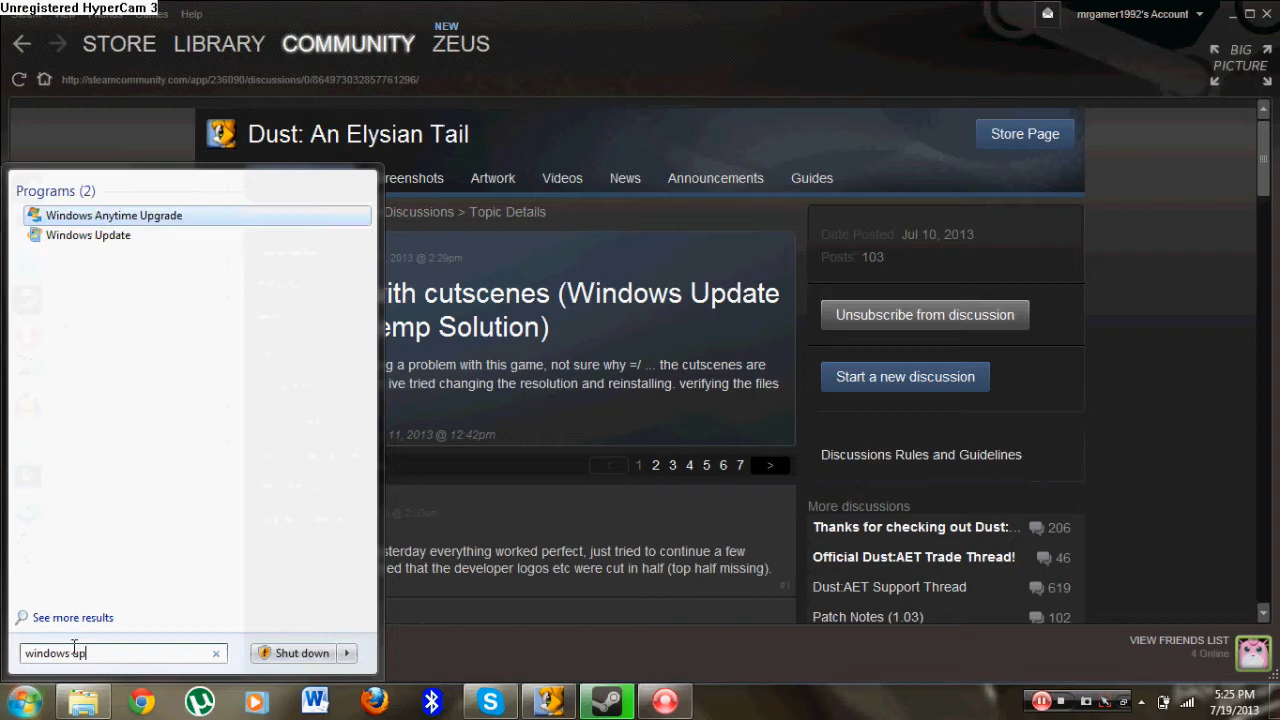 Unregistered HyperCam 3
Help
mrgamer1992's Account
STORE
LIBRARY
COMMUNITY
NEW
ZEUS
BIG
PICTURE
http://steamcommunity.com/app/236090/discussions/0/864973032857761296/
Dust: An Elysian Tail
Store Page
reenshots
Artwork
Videos
News
Announcements
Guides
Discussions > Topic Details
Date Posted Jul 10, 2013
Posts 103
, 2013 @ 2:29pm
ith cutscenes (Windows Update
emp Solution)
g a problem with this game, not sure why =/ ... the cutscenes are
ive tried changing the resolution and reinstalling. verifying the files
11, 2013 @ 12:42pm
1 2 3 4 5 6 7 >
sterday everything worked perfect, just tried to continue a few
ed that the developer logos etc were cut in half (top half missing).
#1
Unsubscribe from discussion
Start a new discussion
Discussions Rules and Guidelines
More discussions
Thanks for checking out Dust:... 206
Official Dust:AET Trade Thread! 46
Dust:AET Support Thread 619
Patch Notes (1.03) 102
VIEW FRIENDS LIST
4 Online
Programs (2)
Windows Anytime Upgrade
Windows Update
See more results
windows up
Shut down
5:25 PM
7/19/2013